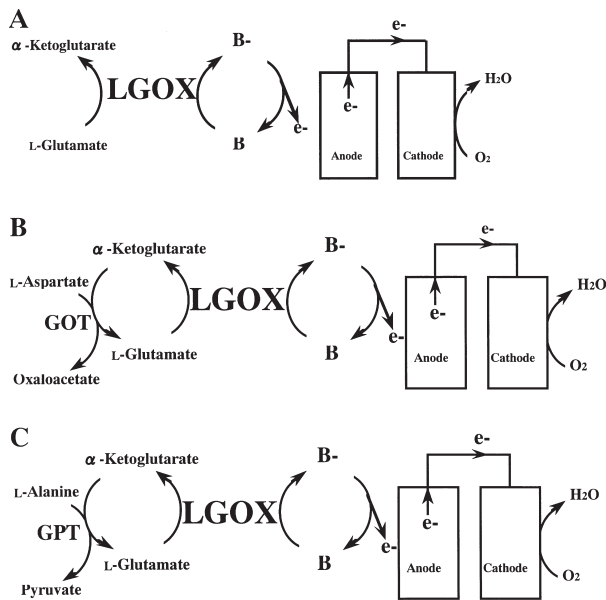 A
e-
α-Ketoglutarate
B-
H2O
LGOX
e-
e-
L-Glutamate
B
Anode
Cathode
O2
B
e-
α-Ketoglutarate
B-
L-Aspartate
H2O
LGOX
e-
GOT
e-
L-Glutamate
B
Anode
Cathode
O2
Oxaloacetate
C
e-
α-Ketoglutarate
B-
L-Alanine
H2O
LGOX
e-
GPT
e-
L-Glutamate
B
Anode
Cathode
O2
Pyruvate